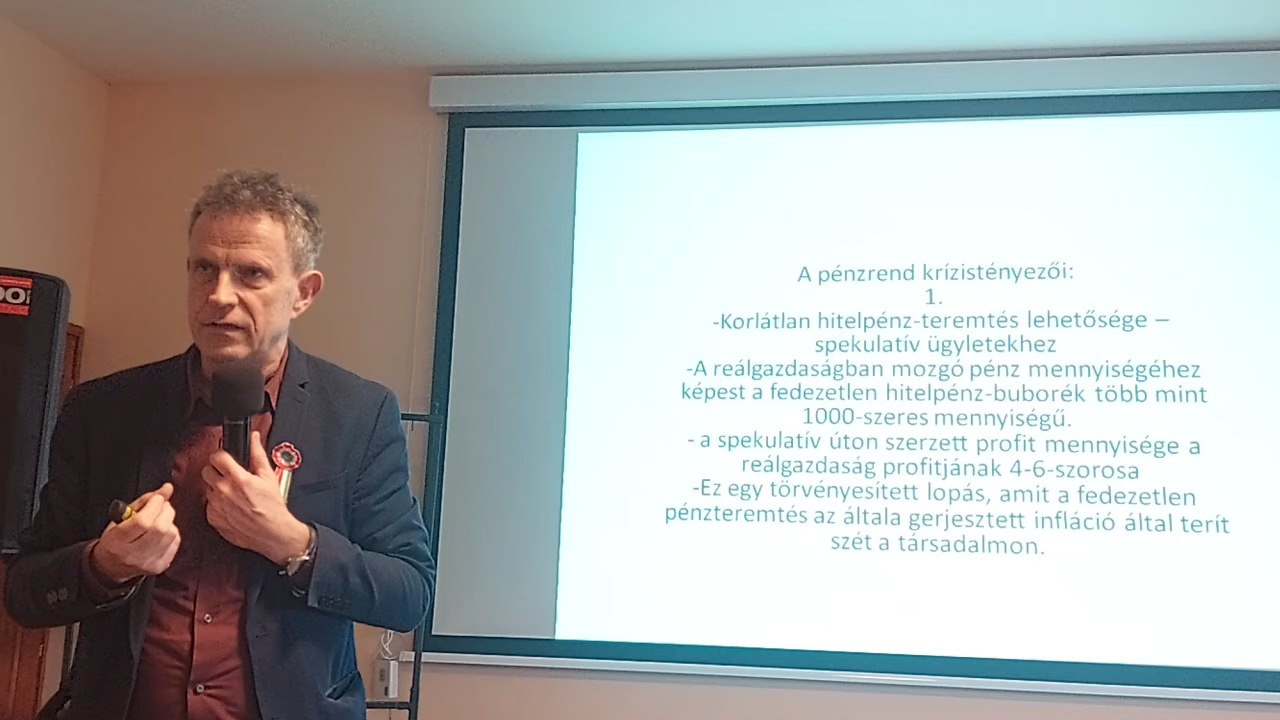 A pénzrend krízistényezői:
1.
-Korlátlan hitelpénz-teremtés lehetősége –
spekulatív ügyletekhez
-A reálgazdaságban mozgó pénz mennyiségéhez
képest a fedezetlen hitelpénz-buborék több mint
1000-szeres mennyiségű.
- a spekulatív úton szerzett profit mennyisége a
reálgazdaság profitjának 4-6-szorosa
-Ez egy törvényesített lopás, amit a fedezetlen
pénzteremtés az általa gerjesztett infláció által terít
szét a társadalmon.